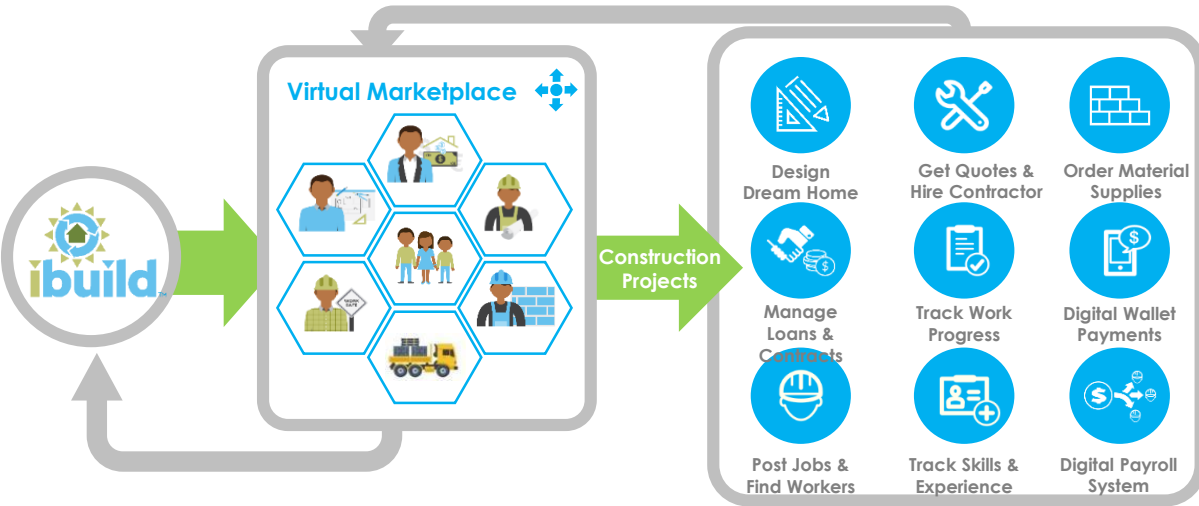 Virtual Marketplace
ibuild
Construction
Projects
Design
Dream Home
Get Quotes &
Hire Contractor
Order Material
Supplies
Manage
Loans &
Contracts
Track Work
Progress
Digital Wallet
Payments
Post Jobs &
Find Workers
Track Skills &
Experience
Digital Payroll
System